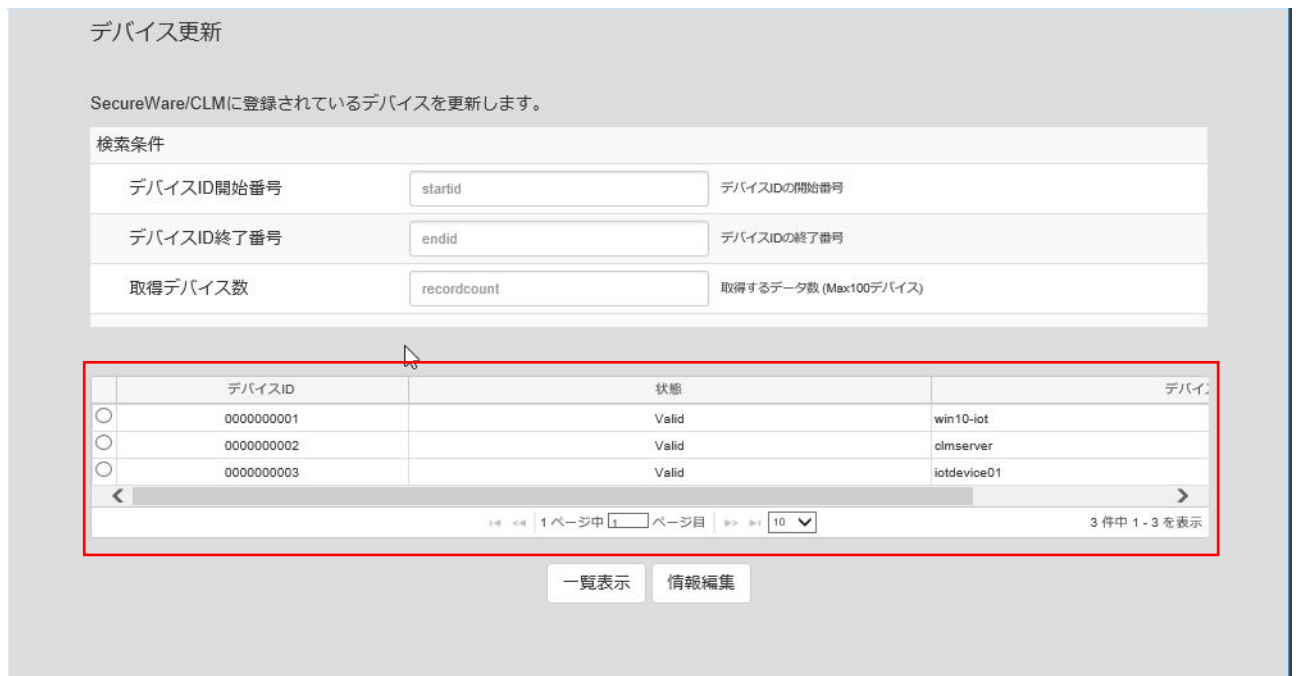 デバイス更新
SecureWare/CLMに登録されているデバイスを更新します。
検索条件
デバイスID開始番号 startid デバイスIDの開始番号
デバイスID終了番号 endid デバイスIDの終了番号
取得デバイス数 recordcount 取得するデータ数 (Max100デバイス)
デバイスID 状態 デバイス
0000000001 Valid win10-iot
0000000002 Valid clmserver
0000000003 Valid iotdevice01
1 ページ中 1 ページ目 10 3 件中 1 - 3 を表示
一覧表示 情報編集